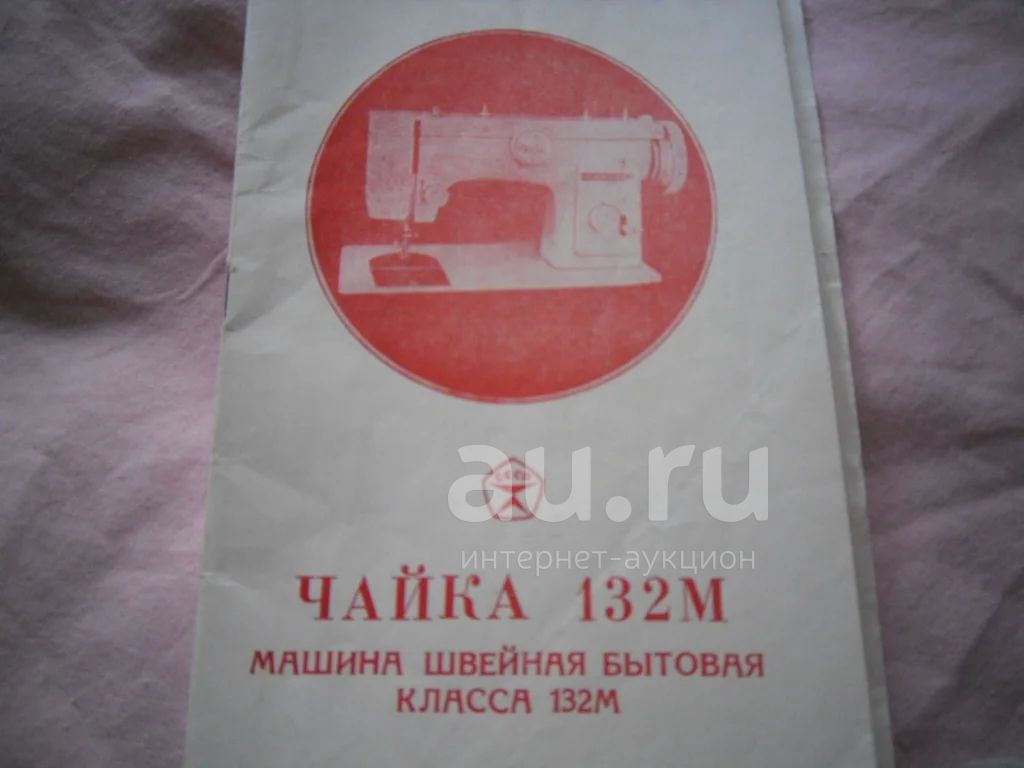 au.ru
интернет-аукцион
ЧАЙКА 132М
МАШИНА ШВЕЙНАЯ БЫТОВАЯ
КЛАССА 132М